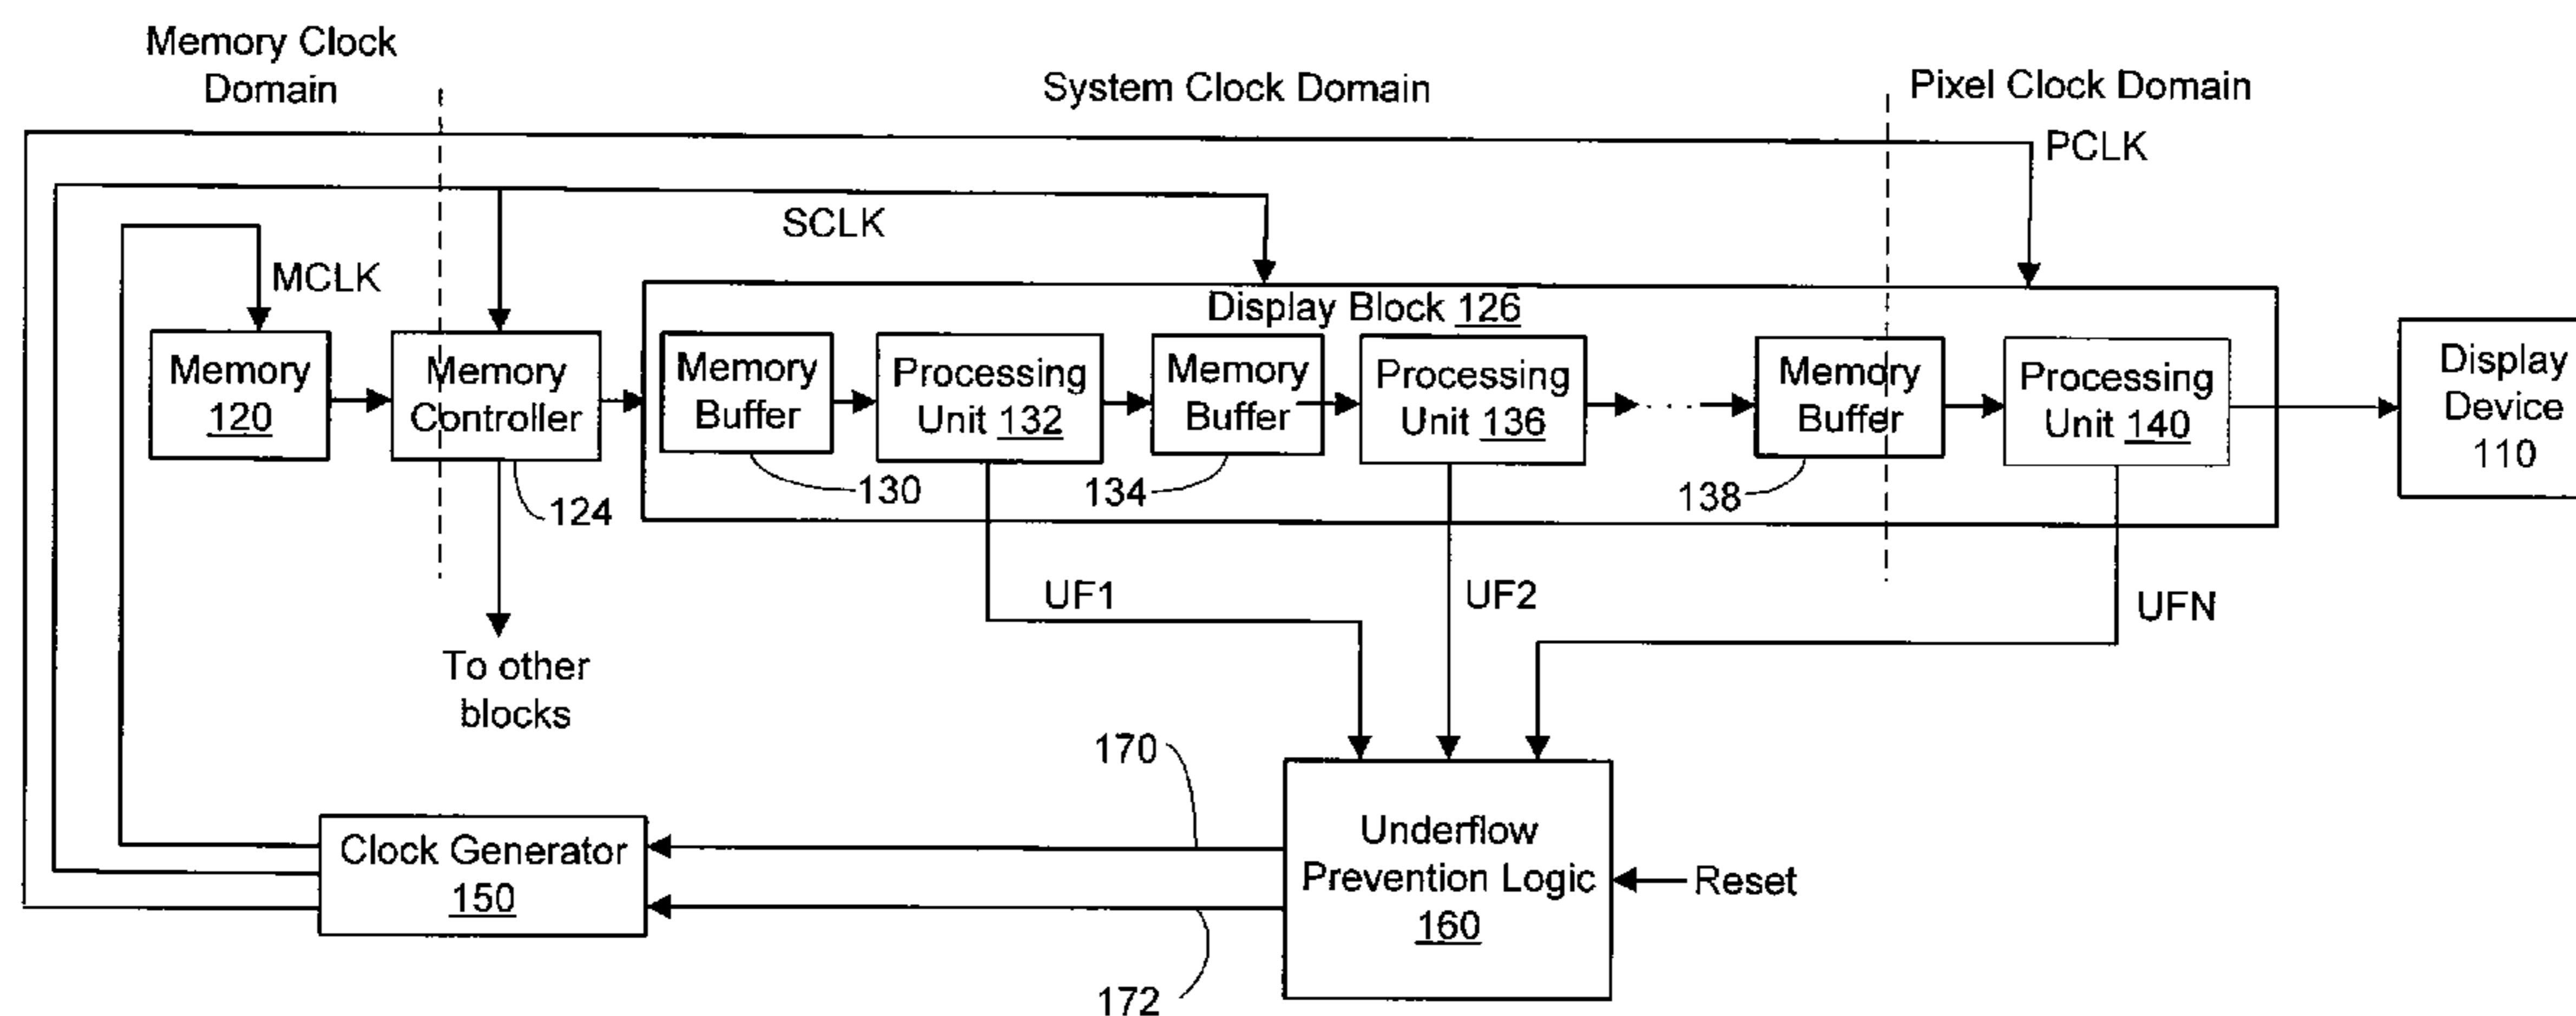 Memory Clock
Domain
System Clock Domain
Pixel Clock Domain
PCLK
SCLK
MCLK
Display Block 126
Memory
120
Memory
Controller
Memory
Buffer
Processing
Unit 132
Memory
Buffer
Processing
Unit 136
. . .
Memory
Buffer
Processing
Unit 140
Display
Device
110
124
130
134
138
UF1
UF2
UFN
To other
blocks
170
Clock Generator
150
Underflow
Prevention Logic
160
Reset
172